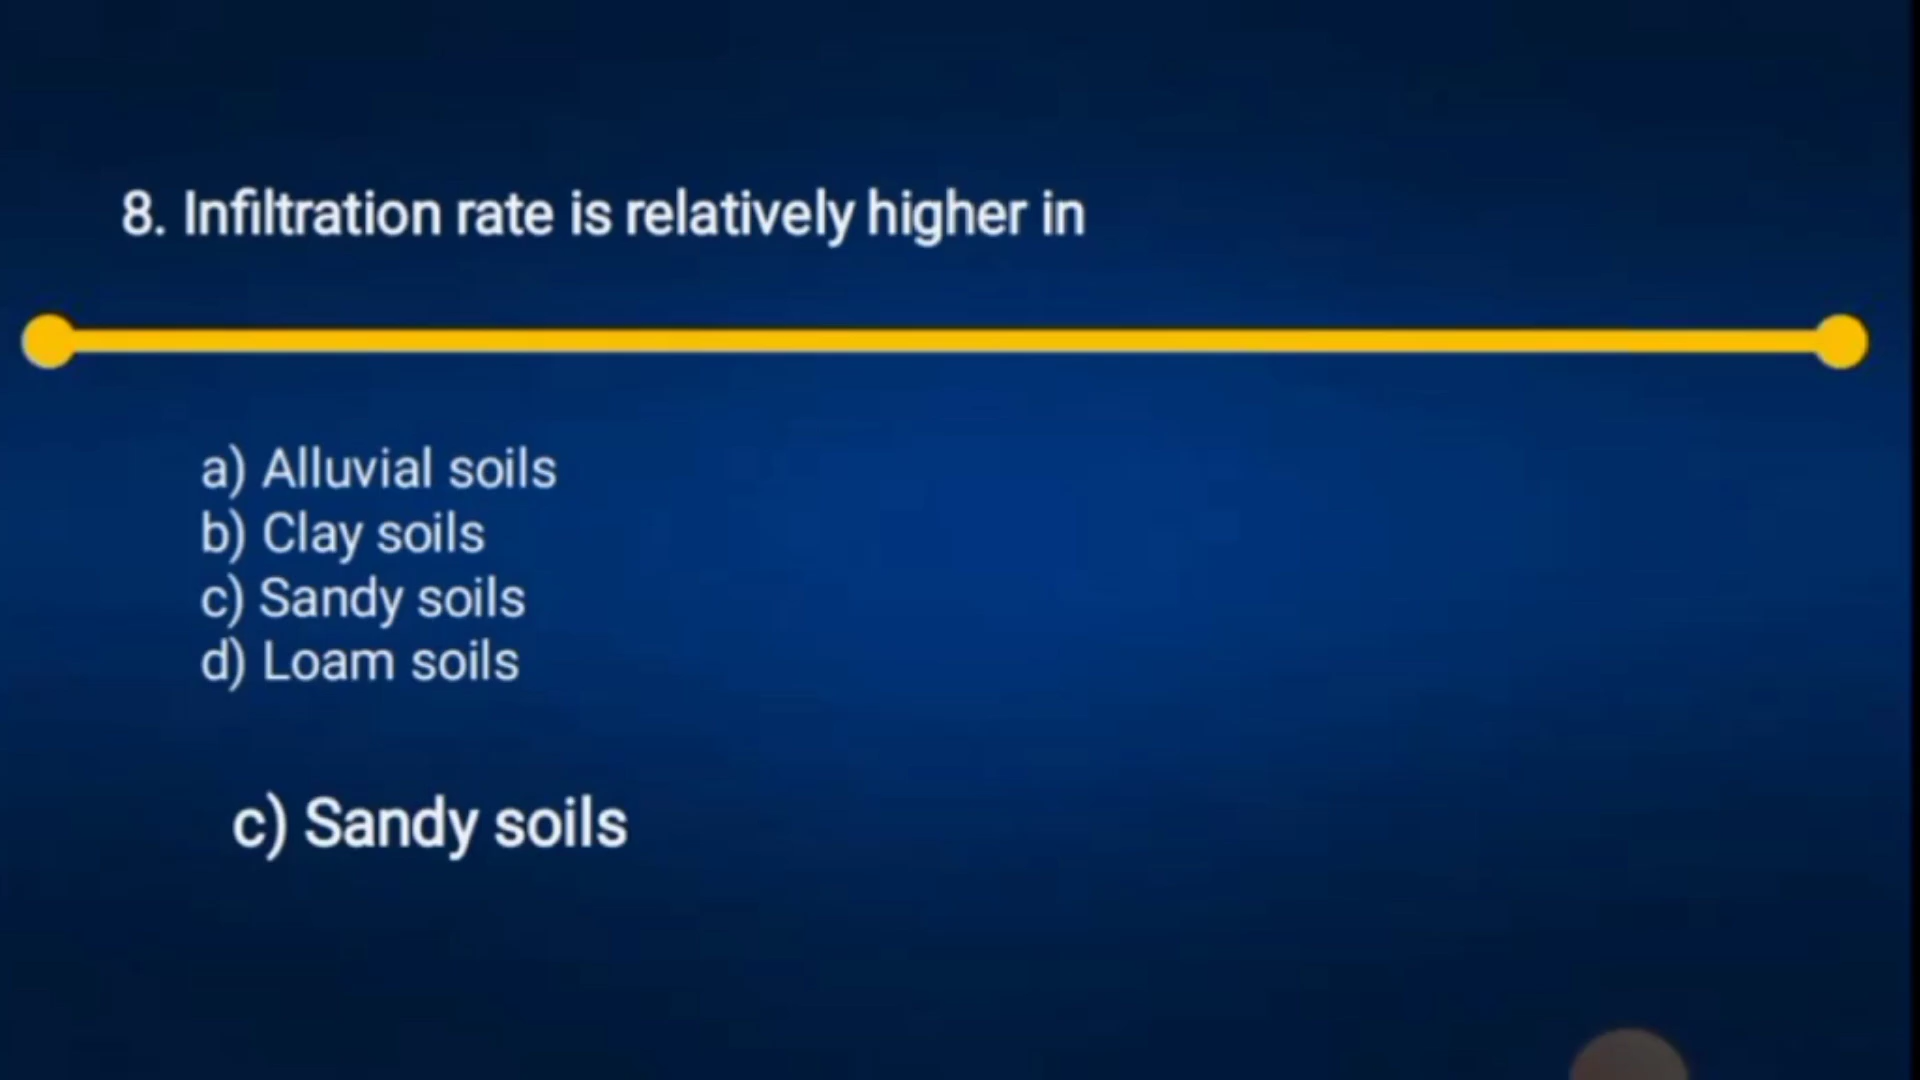 8. Infiltration rate is relatively higher in
a) Alluvial soils
b) Clay soils
c) Sandy soils
d) Loam soils
c) Sandy soils